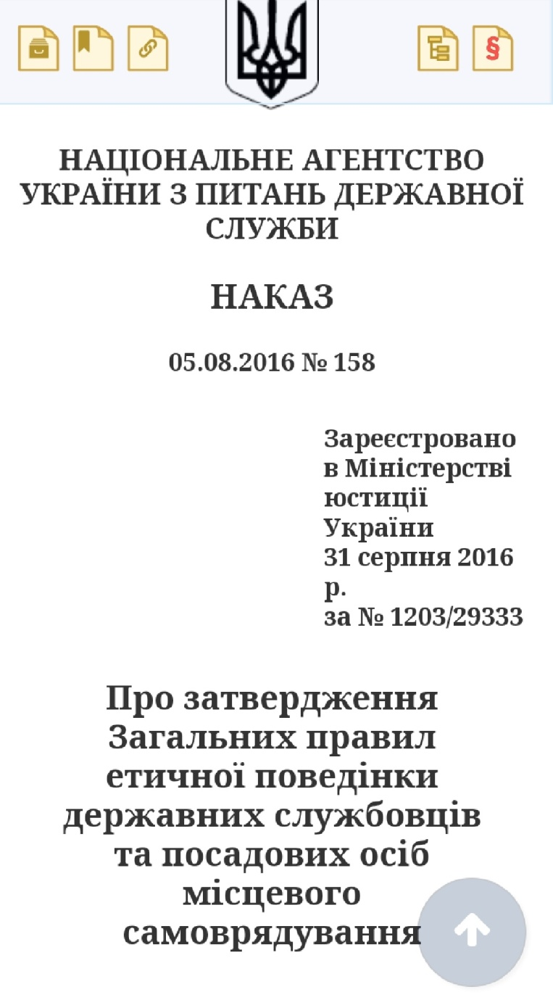 НАЦІОНАЛЬНЕ АГЕНТСТВО
УКРАЇНИ З ПИТАНЬ ДЕРЖАВНОЇ
СЛУЖБИ
НАКАЗ
05.08.2016 № 158
Зареєстровано
в Міністерстві
юстиції
України
31 серпня 2016
р.
за № 1203/29333
Про затвердження
Загальних правил
етичної поведінки
державних службовців
та посадових осіб
місцевого
самоврядування